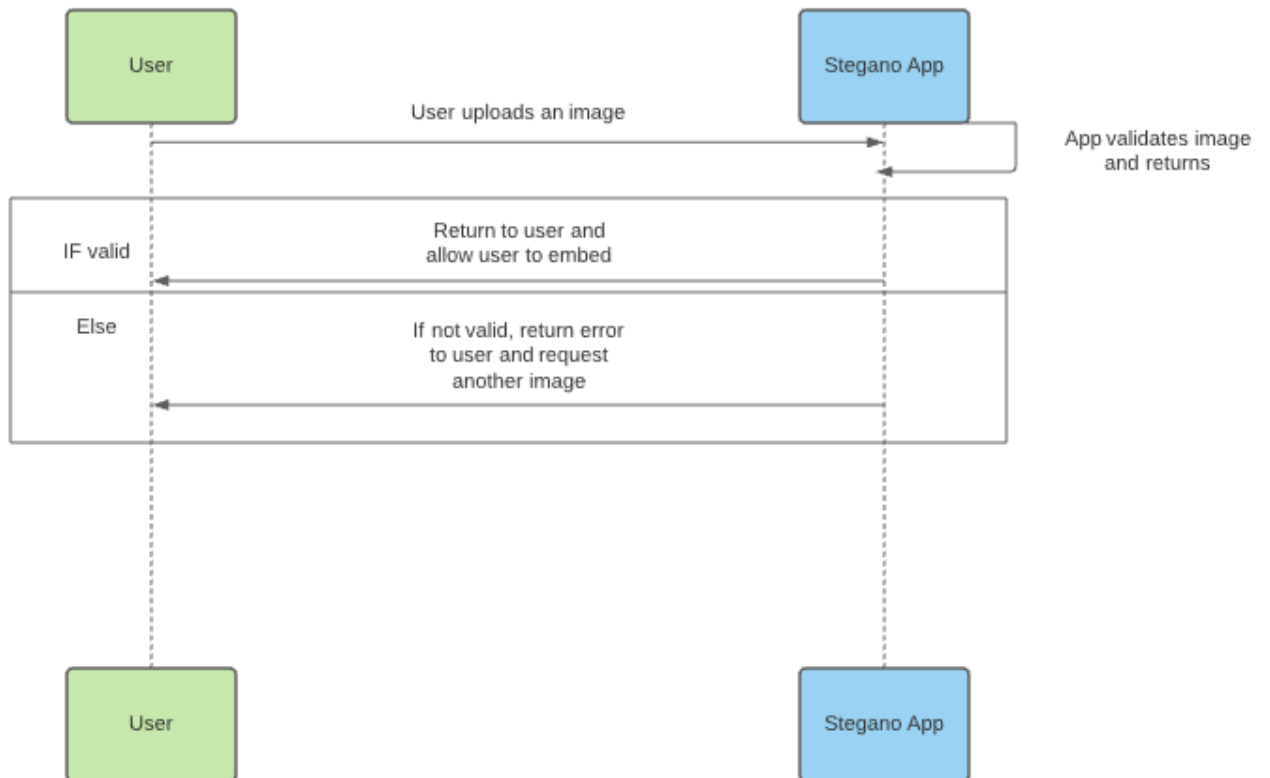 User
Stegano App
User uploads an image
App validates image
and returns
IF valid
Return to user and
allow user to embed
Else
If not valid, return error
to user and request
another image
User
Stegano App